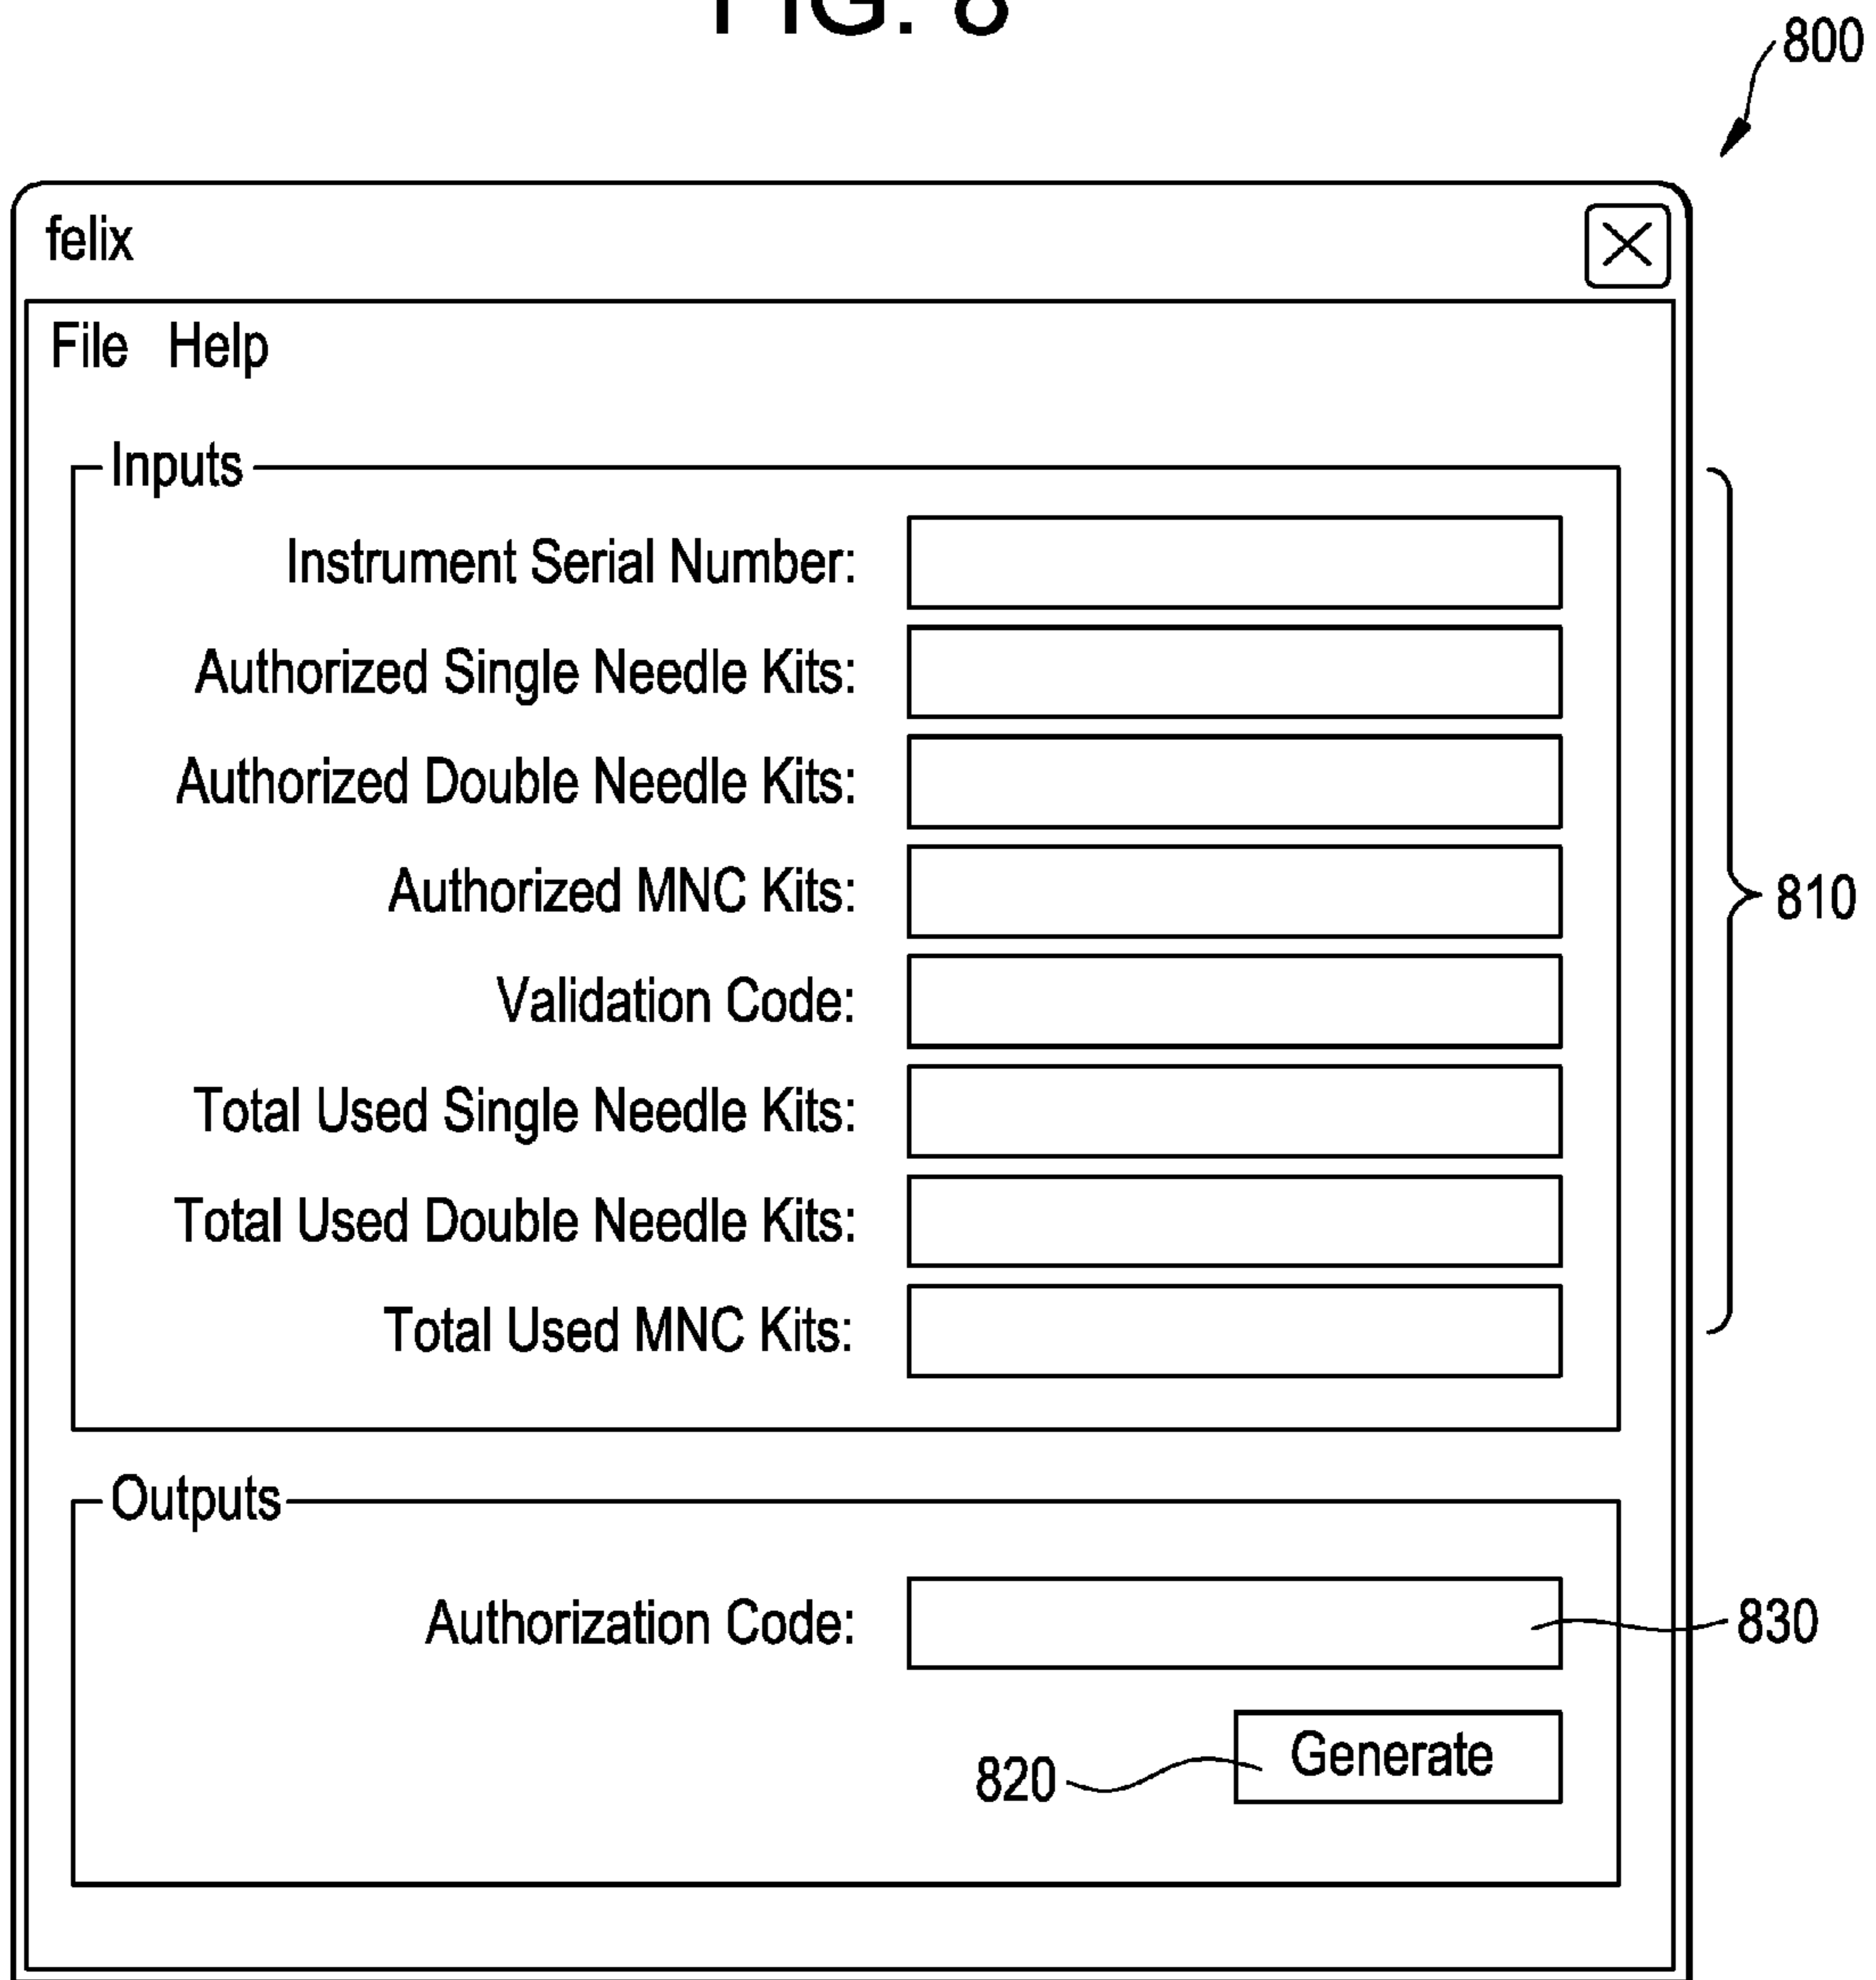 FIG. 8
800
felix
File Help
Inputs
Instrument Serial Number:
Authorized Single Needle Kits:
Authorized Double Needle Kits:
Authorized MNC Kits:
810
Validation Code:
Total Used Single Needle Kits:
Total Used Double Needle Kits:
Total Used MNC Kits:
Outputs
Authorization Code:
830
820
Generate